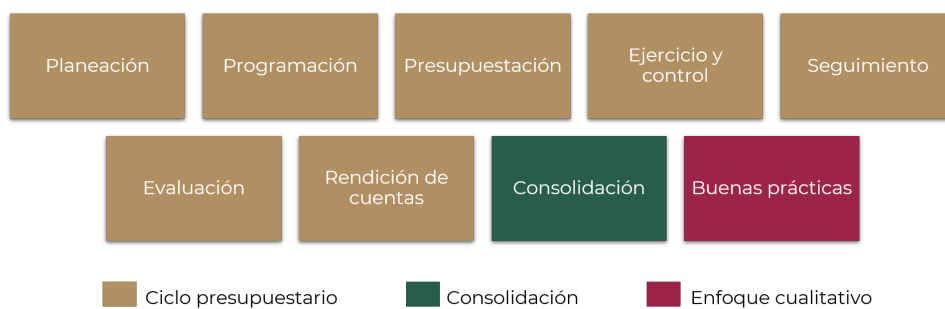 Planeación
Programación
Presupuestación
Ejercicio y
control
Seguimiento
Evaluación
Rendición de
cuentas
Consolidación
Buenas prácticas
Ciclo presupuestario
Consolidación
Enfoque cualitativo